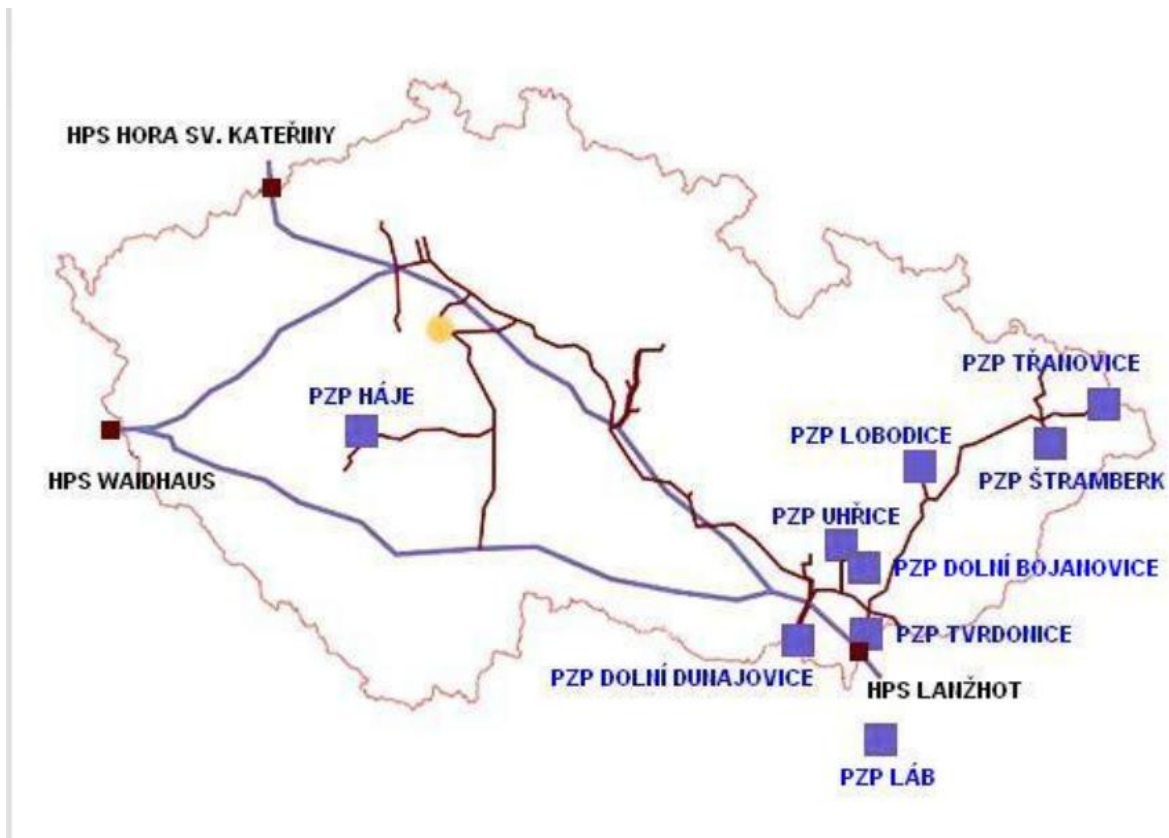 HPS HORA SV. KATEŘINY
PZP TŘANOVICE
PZP HÁJE
PZP LOBODICE
HPS WAIDHAUS
PZP ŠTRAMBERK
PZP UHŘICE
PZP DOLNÍ BOJANOVICE
PZP TVRDONICE
PZP DOLNÍ DUNAJOVICE
HPS LANŽHOT
PZP LÁB